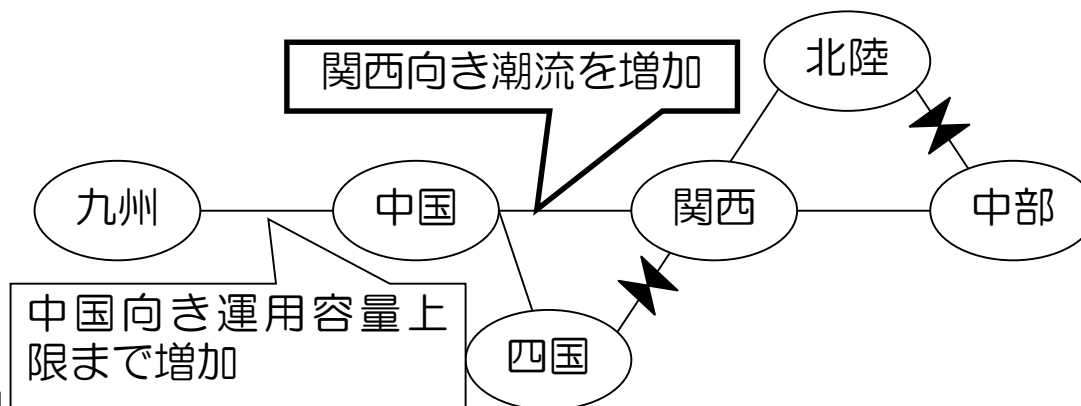 関西向き潮流を増加
北陸
九州
中国
関西
中部
中国向き運用容量上
限まで増加
四国